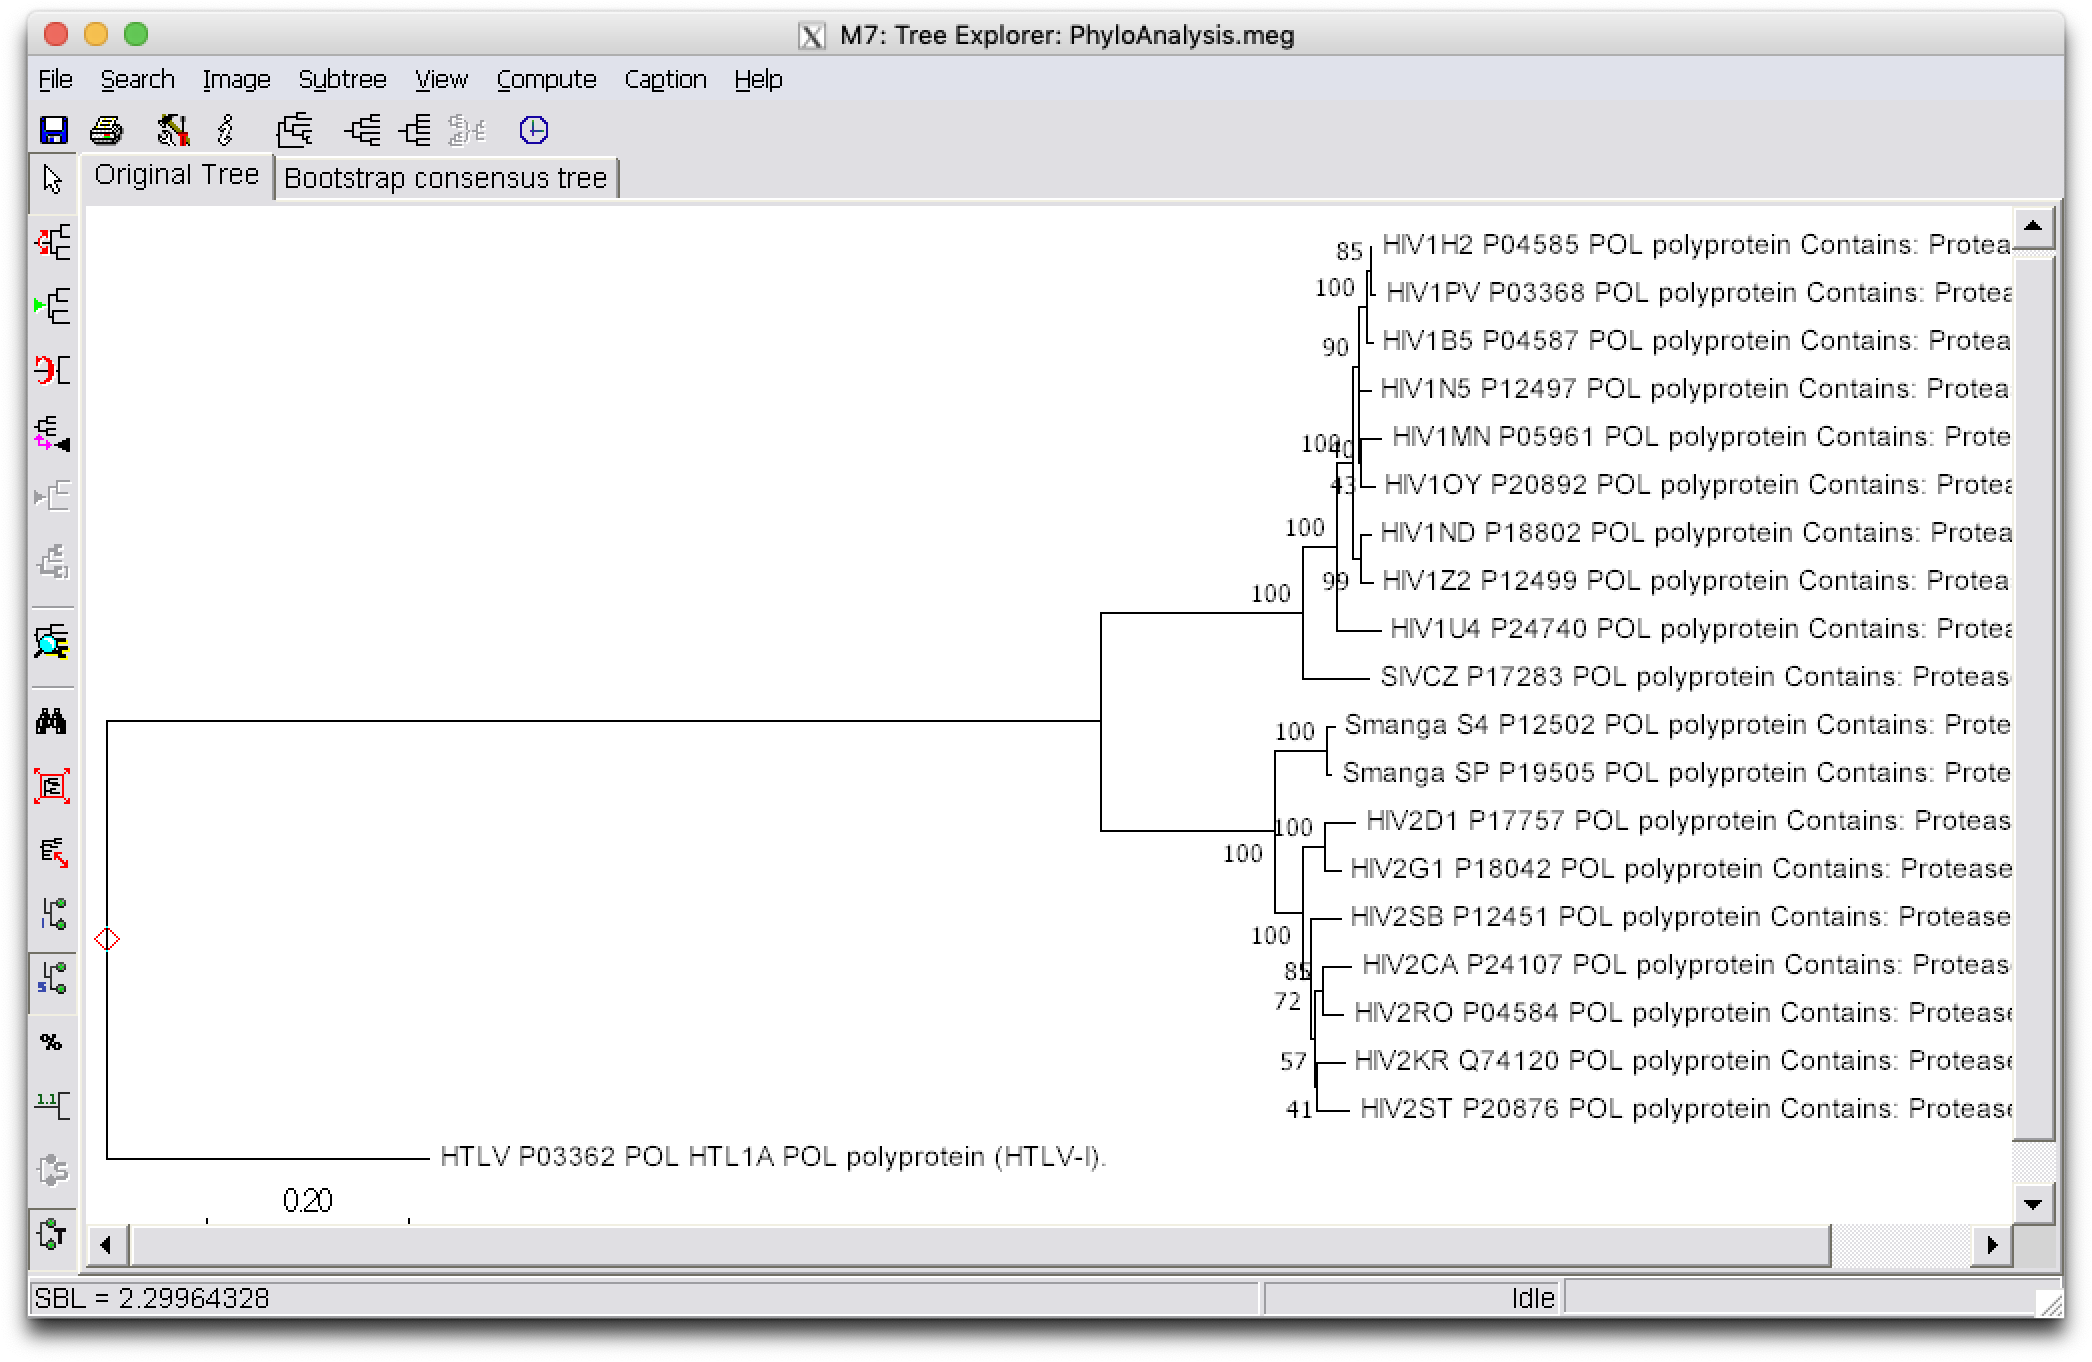 M7: Tree Explorer: PhyloAnalysis.meg
File Search Image Subtree View Compute Caption Help
Original Tree Bootstrap consensus tree
85 HIV1H2 P04585 POL polyprotein Contains: Protea
100 HIV1PV P03368 POL polyprotein Contains: Protea
90 HIV1B5 P04587 POL polyprotein Contains: Protea
HIV1N5 P12497 POL polyprotein Contains: Protea
100 40 HIV1MN P05961 POL polyprotein Contains: Prote
43 HIV1OY P20892 POL polyprotein Contains: Protea
100 HIV1ND P18802 POL polyprotein Contains: Protea
99 HIV1Z2 P12499 POL polyprotein Contains: Protea
100
HIV1U4 P24740 POL polyprotein Contains: Protea
SIVCZ P17283 POL polyprotein Contains: Proteas
100 Smanga S4 P12502 POL polyprotein Contains: Prote
Smanga SP P19505 POL polyprotein Contains: Prote
100 HIV2D1 P17757 POL polyprotein Contains: Proteas
100 HIV2G1 P18042 POL polyprotein Contains: Protease
100 HIV2SB P12451 POL polyprotein Contains: Protease
85 HIV2CA P24107 POL polyprotein Contains: Proteas
72 HIV2RO P04584 POL polyprotein Contains: Protease
57 HIV2KR Q74120 POL polyprotein Contains: Protease
41 HIV2ST P20876 POL polyprotein Contains: Protease
HTLV P03362 POL HTL1A POL polyprotein (HTLV-I).
0.20
%
1.1
SBL = 2.29964328 Idle